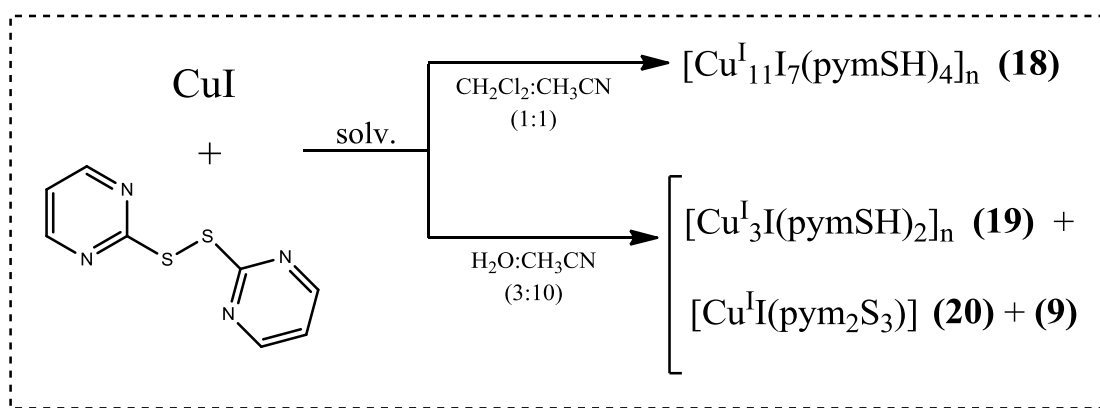 CuI
+
N
N
S
S
N
N
solv.
CH₂Cl₂:CH₃CN
(1:1)
[Cuᴵ₁₁I₇(pymSH)₄]ₙ (18)
H₂O:CH₃CN
(3:10)
[Cuᴵ₃I(pymSH)₂]ₙ (19) +
[CuᴵI(pym₂S₃)] (20) + (9)